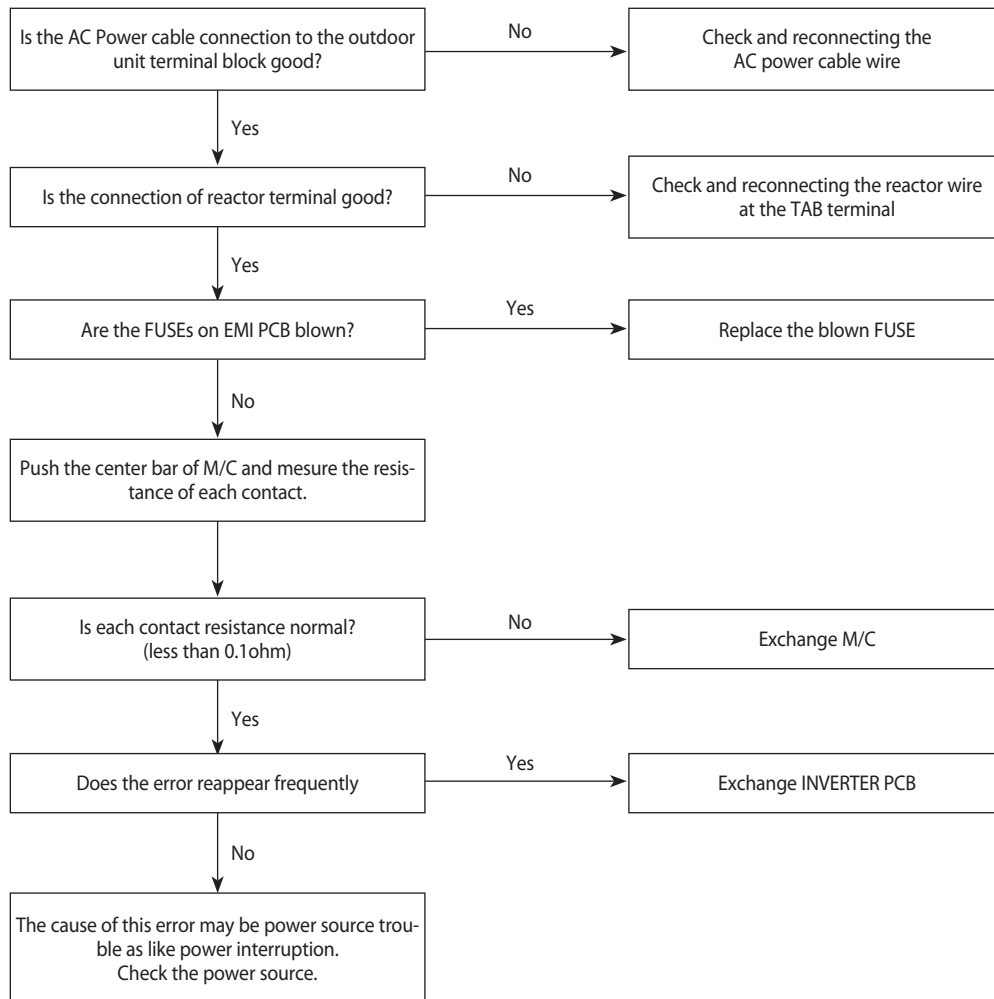 Is the AC Power cable connection to the outdoor
unit terminal block good?
No
Check and reconnecting the
AC power cable wire
Yes
Is the connection of reactor terminal good?
No
Check and reconnecting the reactor wire
at the TAB terminal
Yes
Are the FUSEs on EMI PCB blown?
Yes
Replace the blown FUSE
No
Push the center bar of M/C and mesure the resis-
tance of each contact.
Is each contact resistance normal?
(less than 0.1ohm)
No
Exchange M/C
Yes
Does the error reappear frequently
Yes
Exchange INVERTER PCB
No
The cause of this error may be power source trou-
ble as like power interruption.
Check the power source.